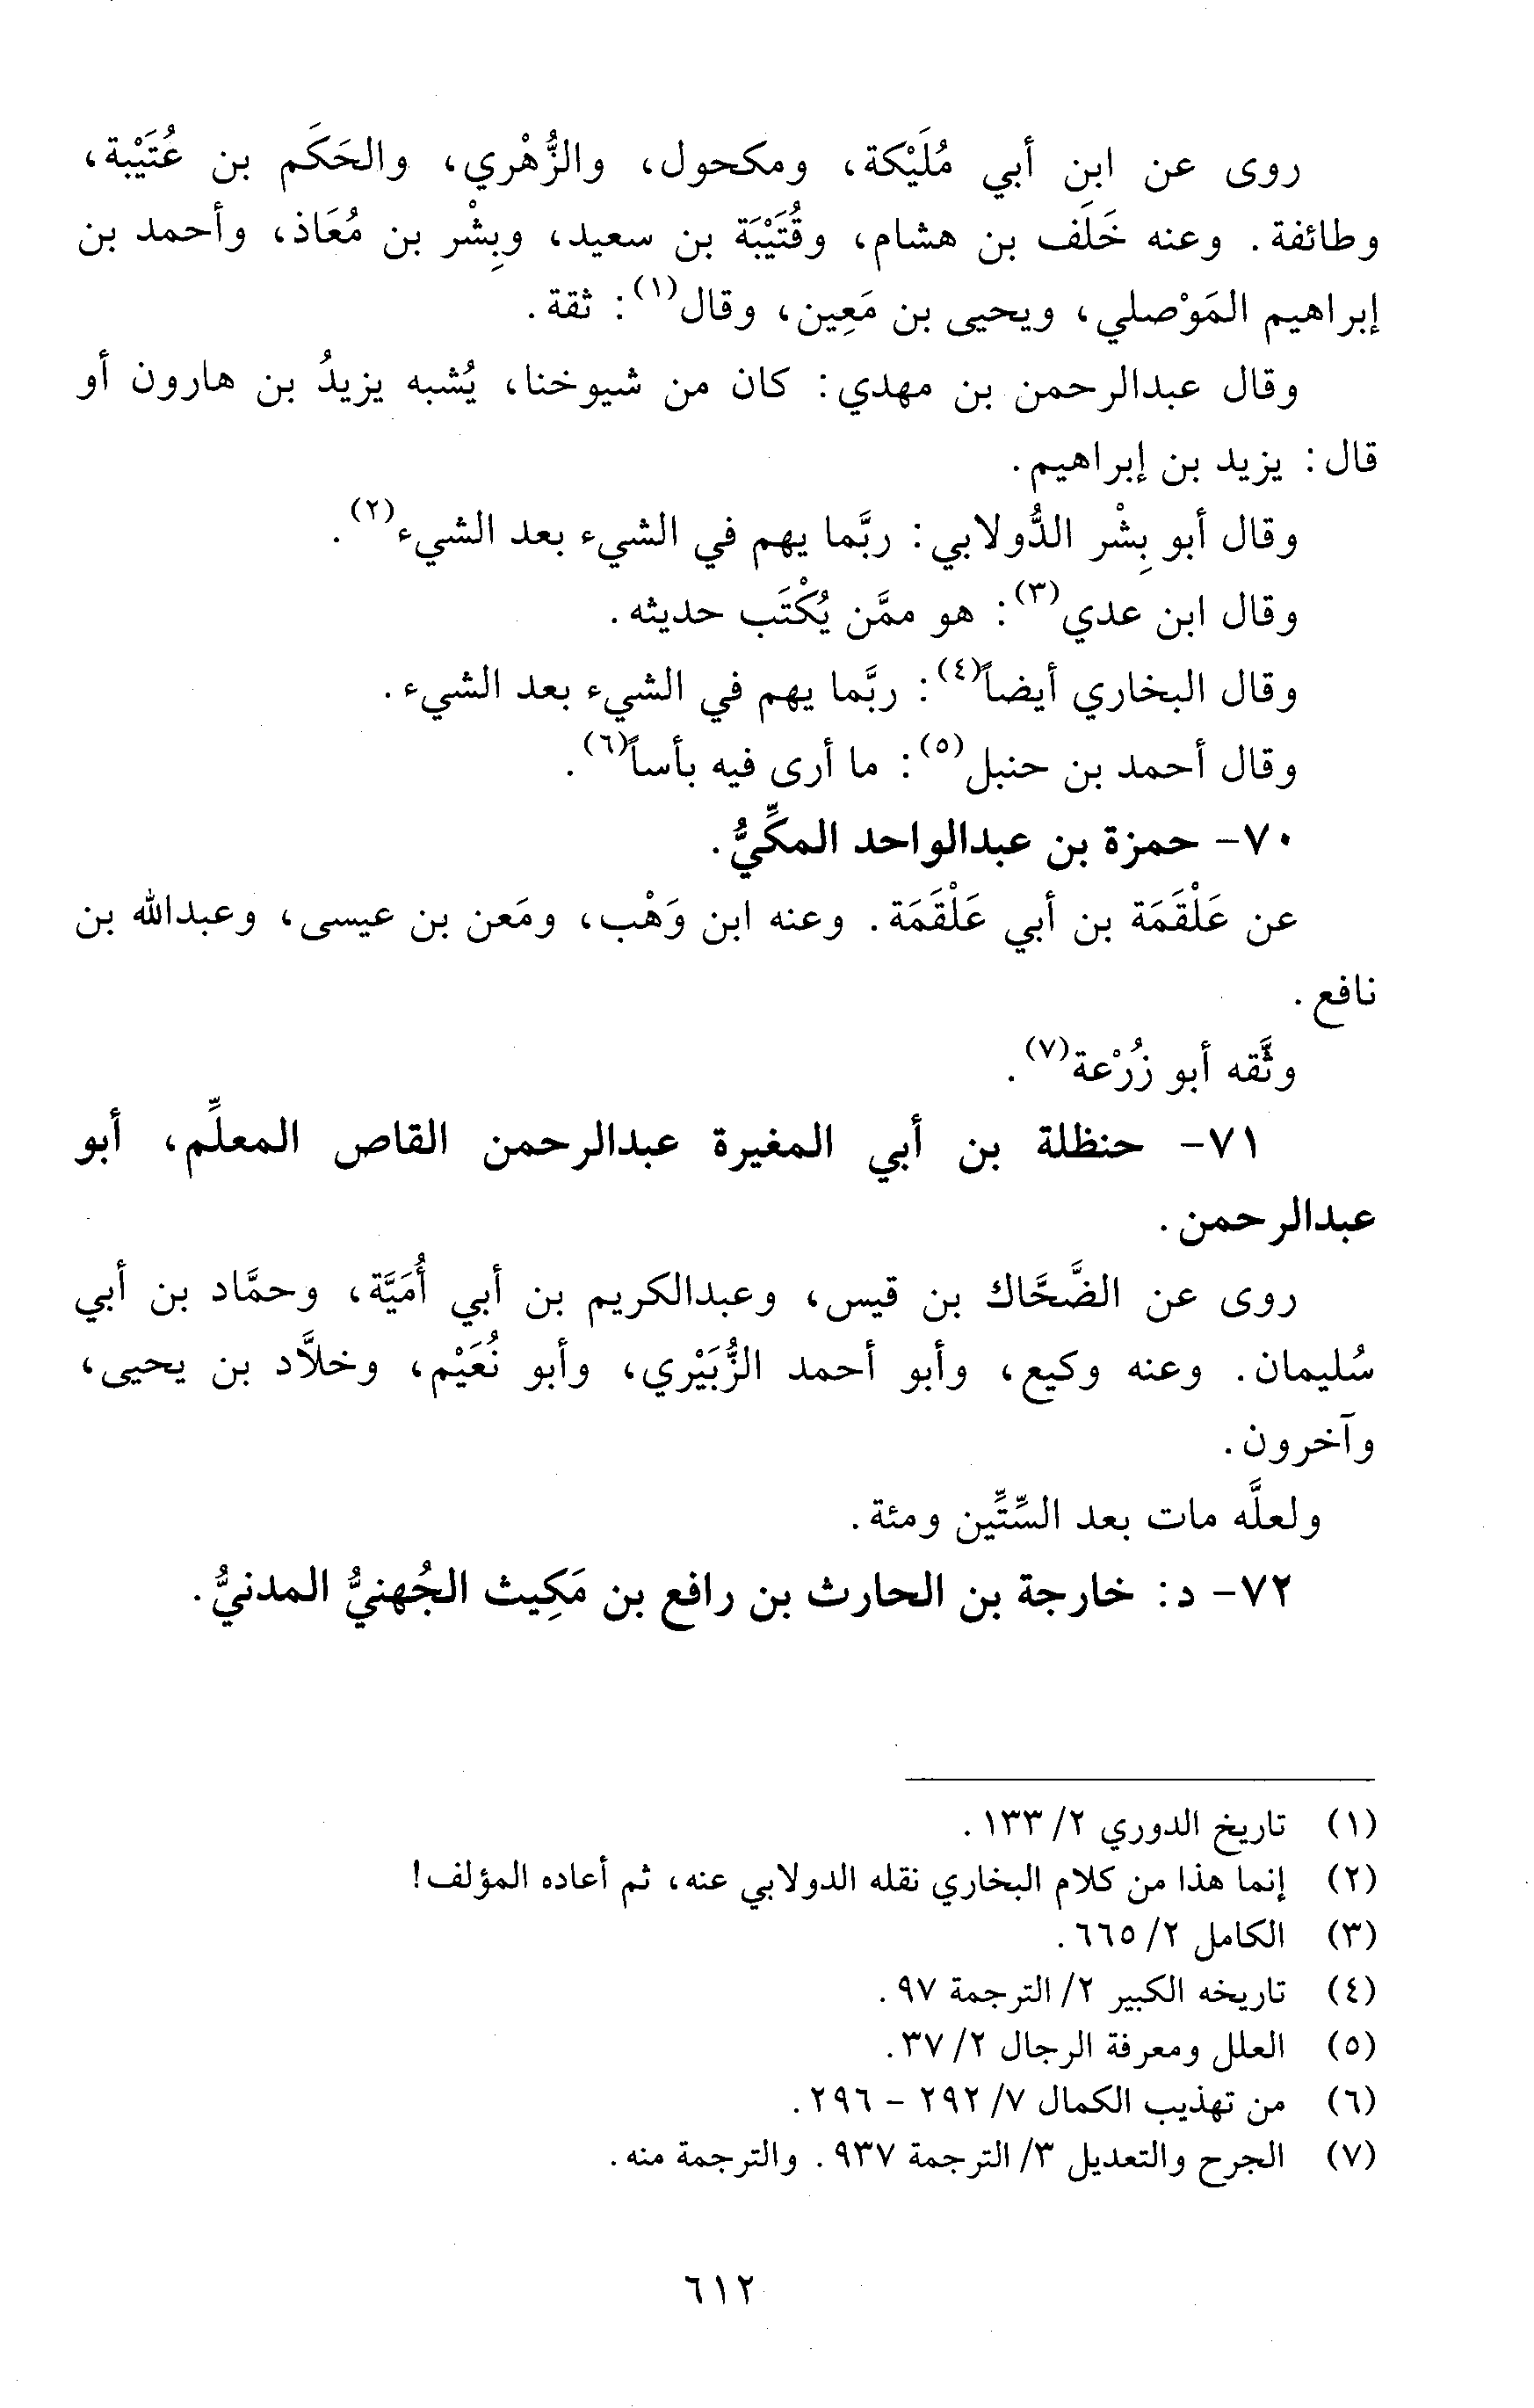 روى عن ابن أبي مُلَيْكة، ومكحول، والزُّهْري، والحَكَم بن عُتَيْبة،
وطائفة. وعنه خَلَف بن هشام، وقُتَيْبَة بن سعيد، وبِشْر بن مُعَاذ، وأحمد بن
إبراهيم المَوْصلي، ويحيى بن مَعِين، وقال(١): ثقة.
وقال عبدالرحمن بن مهدي: كان من شيوخنا، يُشبه يزيدُ بن هارون أو
قال: يزيد بن إبراهيم.
وقال أبو بِشْر الدُّولابي: ربَّما يهم في الشيء بعد الشيء(٢).
وقال ابن عدي(٣): هو ممَّن يُكْتَب حديثه.
وقال البخاري أيضاً(٤): ربَّما يهم في الشيء بعد الشيء.
وقال أحمد بن حنبل(٥): ما أرى فيه بأساً(٦).
٧٠- حمزة بن عبدالواحد المكِّيُّ.
عن عَلْقَمَة بن أبي عَلْقَمَة. وعنه ابن وَهْب، ومَعن بن عيسى، وعبدالله بن
نافع.
وثَّقه أبو زُرْعة(٧).
٧١- حنظلة بن أبي المغيرة عبدالرحمن القاص المعلِّم، أبو
عبدالرحمن.
روى عن الضَّحَّاك بن قيس، وعبدالكريم بن أبي أُمَيَّة، وحمَّاد بن أبي
سُليمان. وعنه وكيع، وأبو أحمد الزُّبَيْري، وأبو نُعَيْم، وخلاَّد بن يحيى،
وآخرون.
ولعلَّه مات بعد السِّتِّين ومئة.
٧٢- د: خارجة بن الحارث بن رافع بن مَكِيث الجُهنيُّ المدنيُّ.
(١) تاريخ الدوري ٢/ ١٣٣.
(٢) إنما هذا من كلام البخاري نقله الدولابي عنه، ثم أعاده المؤلف!
(٣) الكامل ٢/ ٦٦٥.
(٤) تاريخه الكبير ٢/ الترجمة ٩٧.
(٥) العلل ومعرفة الرجال ٢/ ٣٧.
(٦) من تهذيب الكمال ٧/ ٢٩٢ - ٢٩٦.
(٧) الجرح والتعديل ٣/ الترجمة ٩٣٧. والترجمة منه.
٦١٢